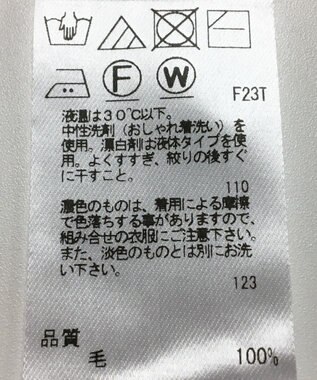 F W F23T
液温は30℃以下。
中性洗剤（おしゃれ着洗い）を
使用。漂白剤は液体タイプを使
用。よくすすぎ、絞りの後すぐ
に干すこと。
110
濃色のものは、着用による摩擦
で色落ちする事がありますので、
組み合せの衣服にご注意下さい。
また、淡色のものとは別にお洗
い下さい。
123
品質
毛 100%